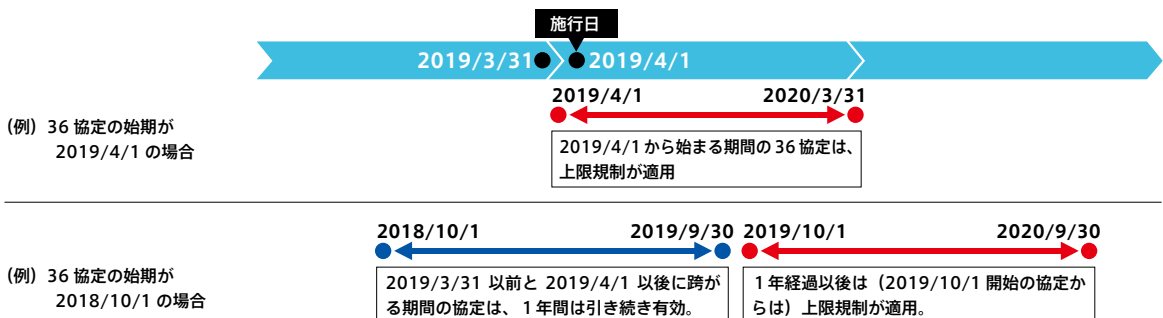 施行日
2019/3/31 2019/4/1
2019/4/1 2020/3/31
(例) 36 協定の始期が
2019/4/1 の場合
2019/4/1 から始まる期間の 36 協定は、
上限規制が適用
2018/10/1 2019/9/30 2019/10/1 2020/9/30
(例) 36 協定の始期が
2018/10/1 の場合
2019/3/31 以前と 2019/4/1 以後に跨が
る期間の協定は、1年間は引き続き有効。
1年経過以後は（2019/10/1 開始の協定か
らは）上限規制が適用。